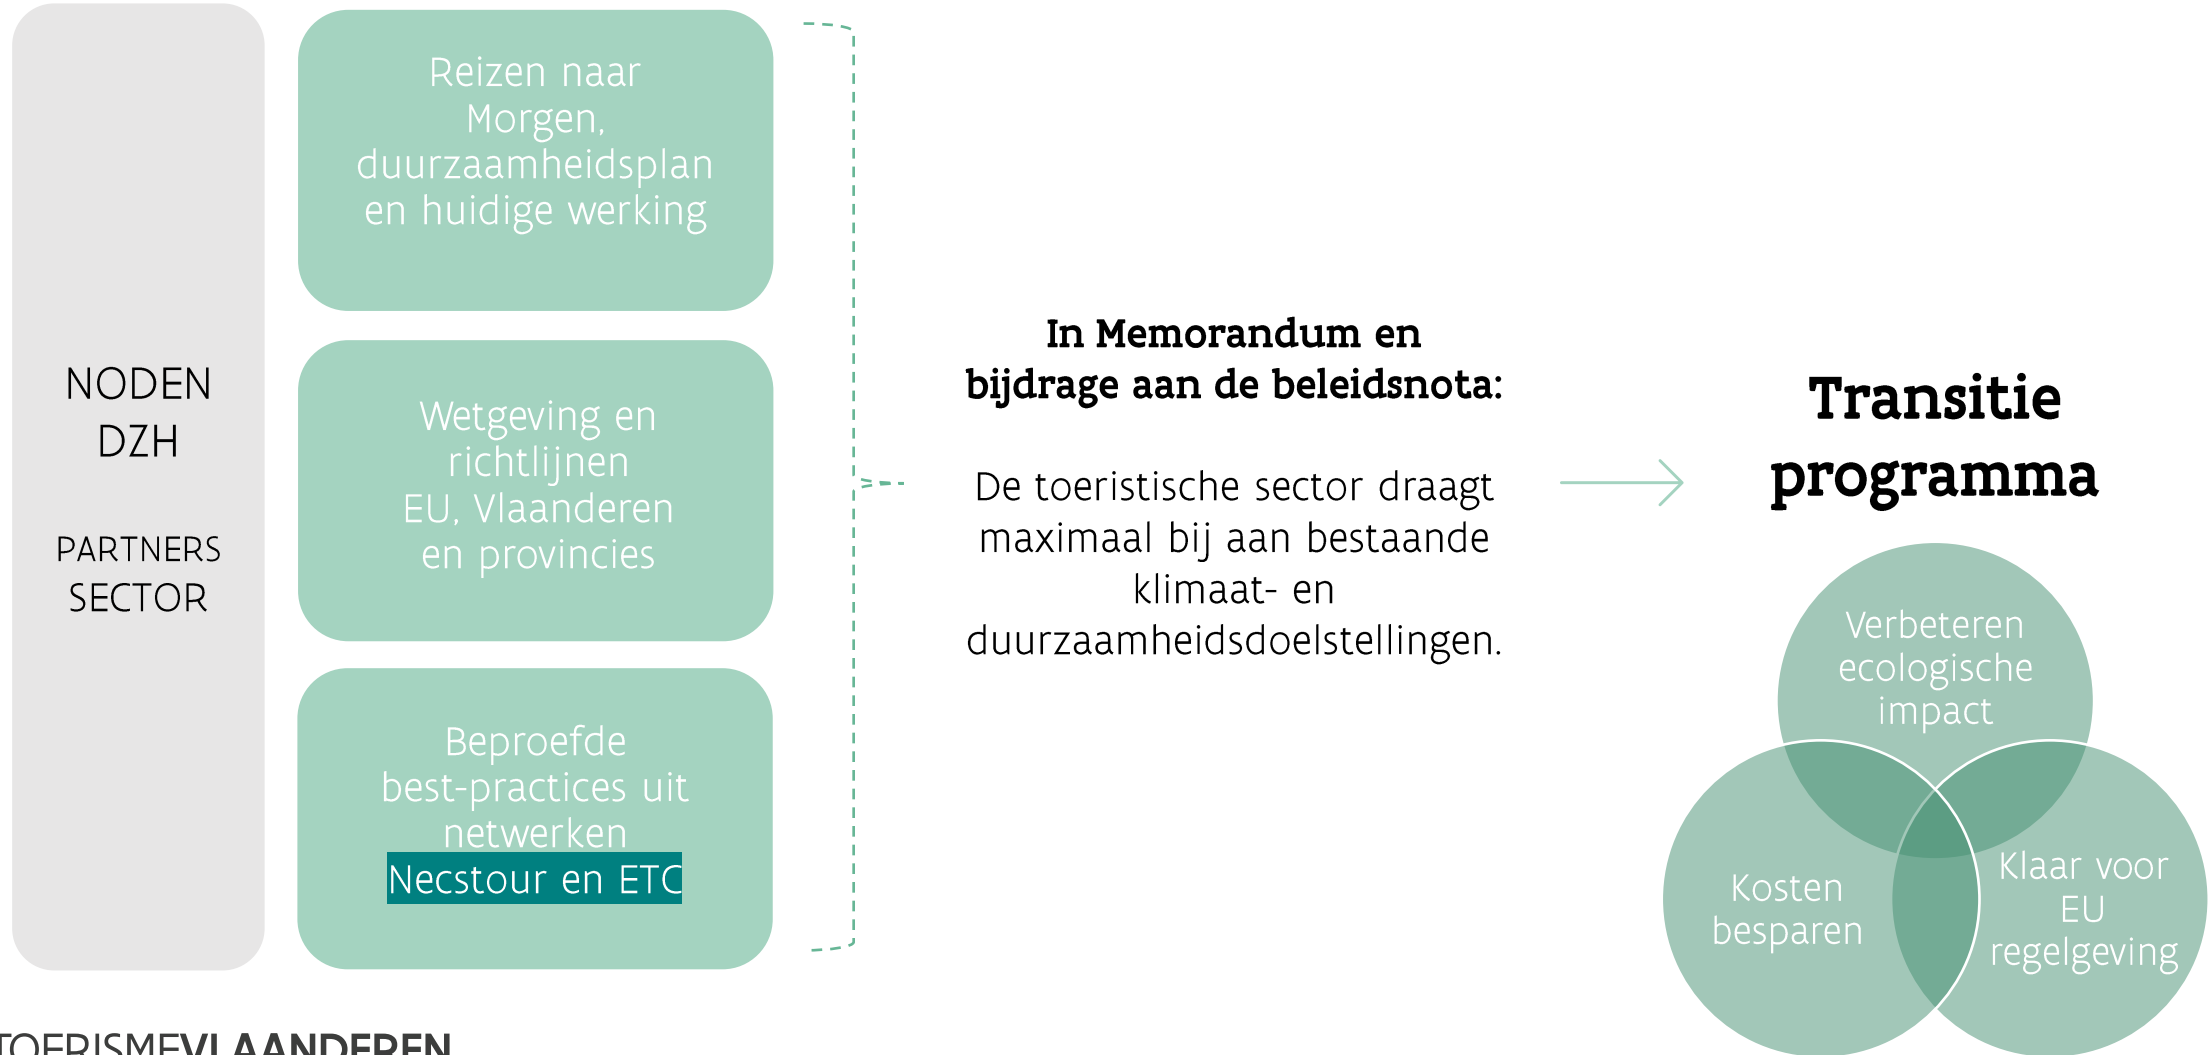 NODEN
DZH
PARTNERS
SECTOR
Reizen naar
Morgen,
duurzaamheidsplan
en huidige werking
Wetgeving en
richtlijnen
EU, Vlaanderen
en provincies
Beproefde
best-practices uit
netwerken
Necstour en ETC
In Memorandum en
bijdrage aan de beleidsnota:
De toeristische sector draagt
maximaal bij aan bestaande
klimaat- en
duurzaamheidsdoelstellingen.
Transitie
programma
Verbeteren
ecologische
impact
Kosten
besparen
Klaar voor
EU
regelgeving
TOERISMEVLAANDEREN